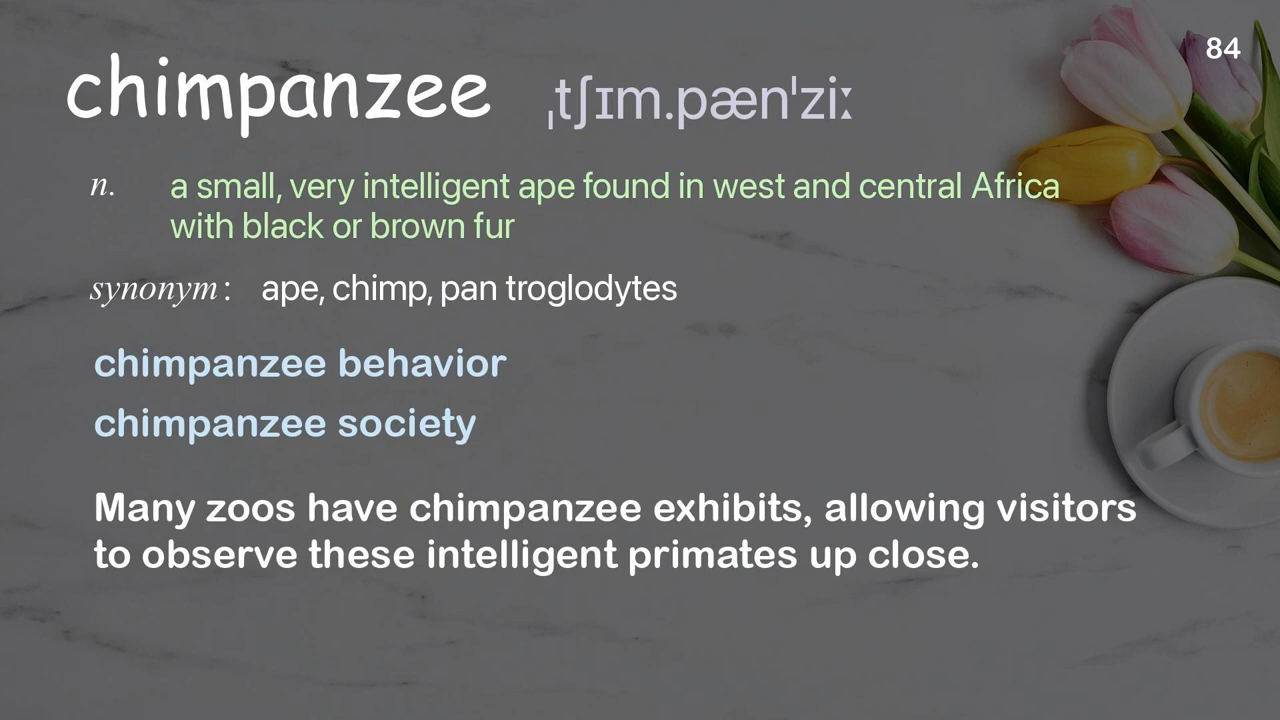 84
chimpanzee ˌtʃɪm.pænˈziː
n. a small, very intelligent ape found in west and central Africa
with black or brown fur
synonym: ape, chimp, pan troglodytes
chimpanzee behavior
chimpanzee society
Many zoos have chimpanzee exhibits, allowing visitors
to observe these intelligent primates up close.